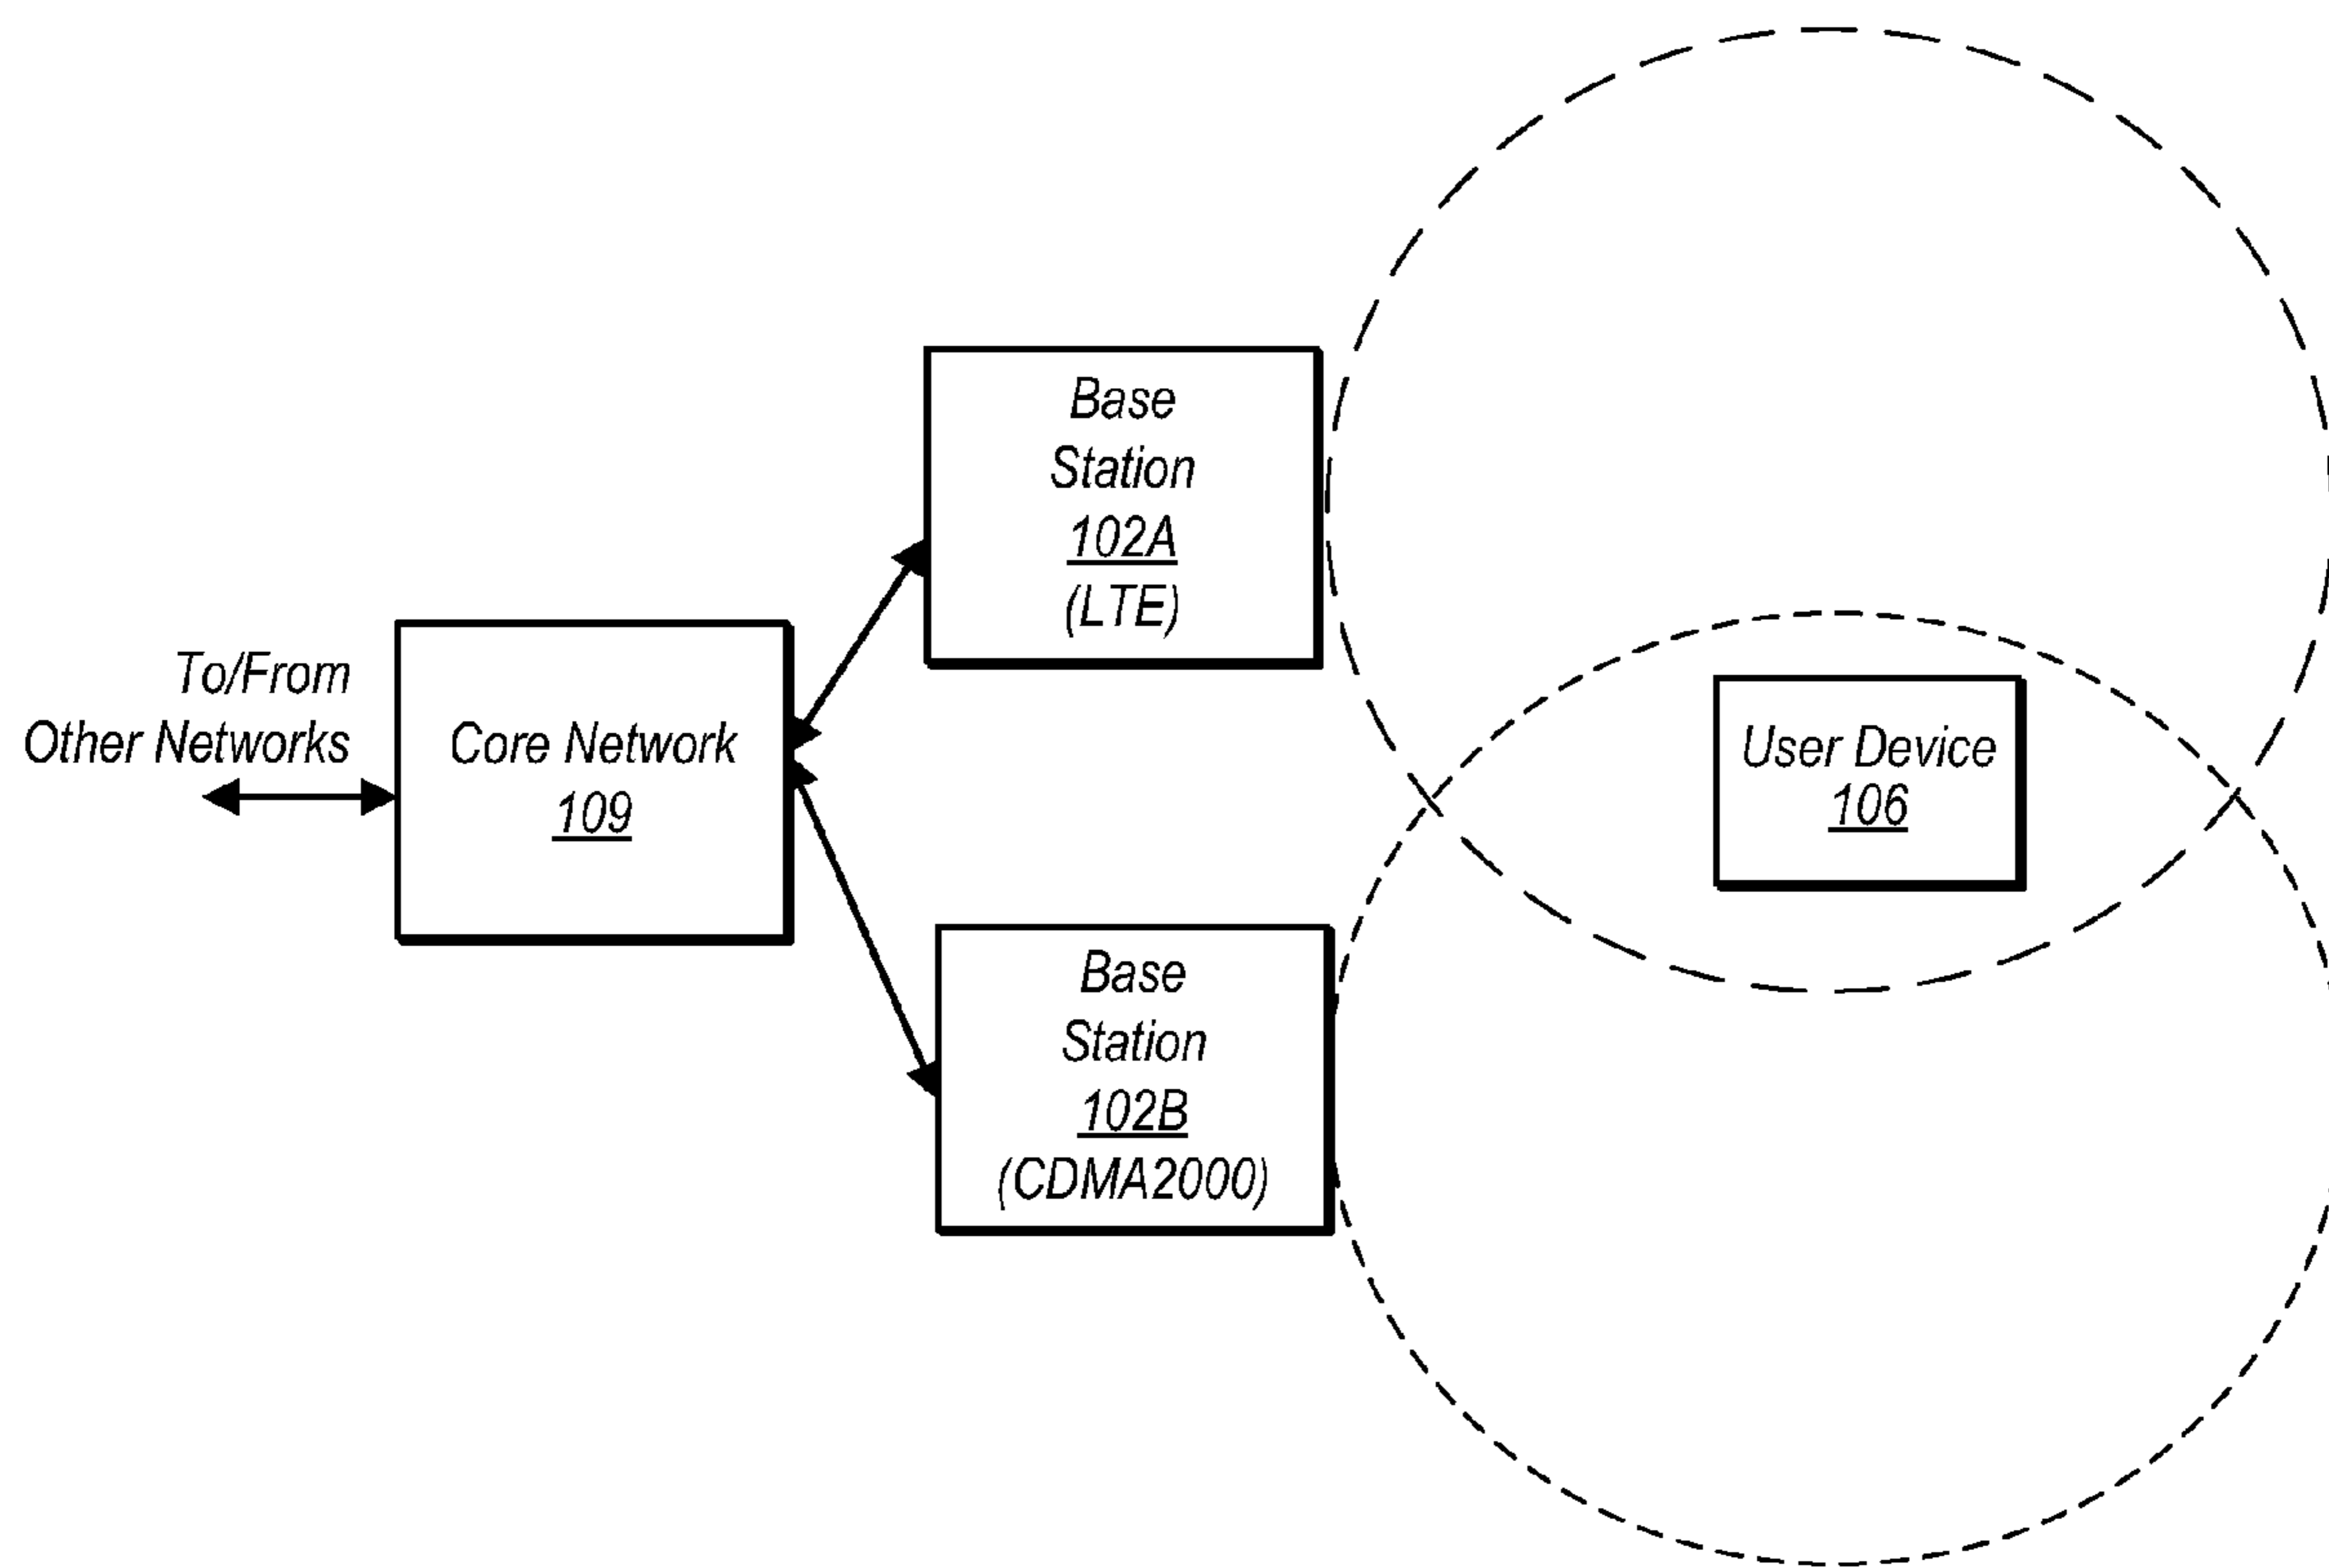 To/From
Other Networks
Core Network
109
Base
Station
102A
(LTE)
Base
Station
102B
(CDMA2000)
User Device
106